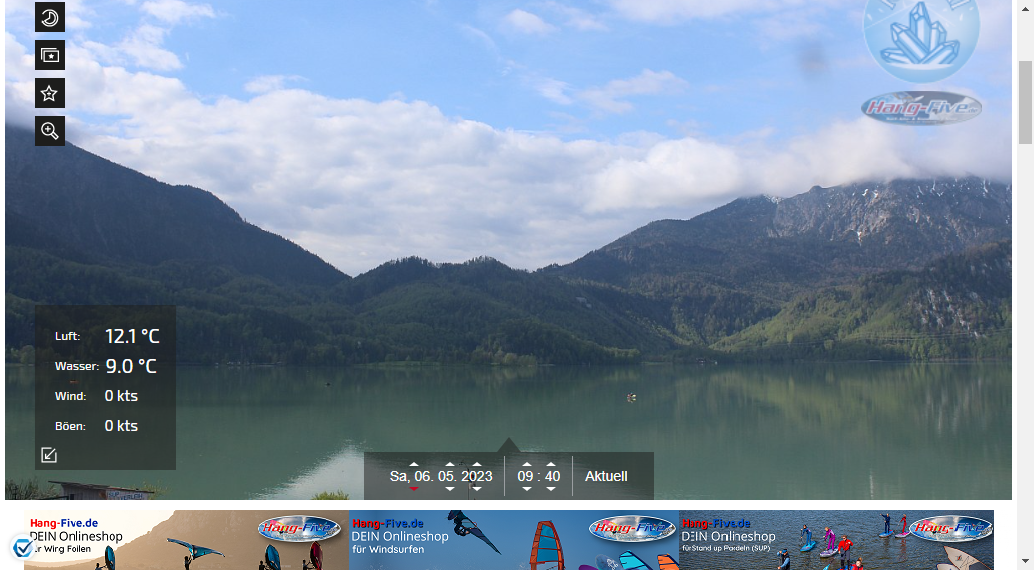 Hang-Five.de
Luft: 12.1 °C
Wasser: 9.0 °C
Wind: 0 kts
Böen: 0 kts
Sa, 06. 05. 2023 09 : 40 Aktuell
Hang-Five.de
DEIN Onlineshop
für Wing Foilen
Hang-Five
Hang-Five.de
DEIN Onlineshop
für Windsurfen
Hang-Five
Hang-Five.de
DEIN Onlineshop
für Stand up Paddeln (SUP)
Hang-Five